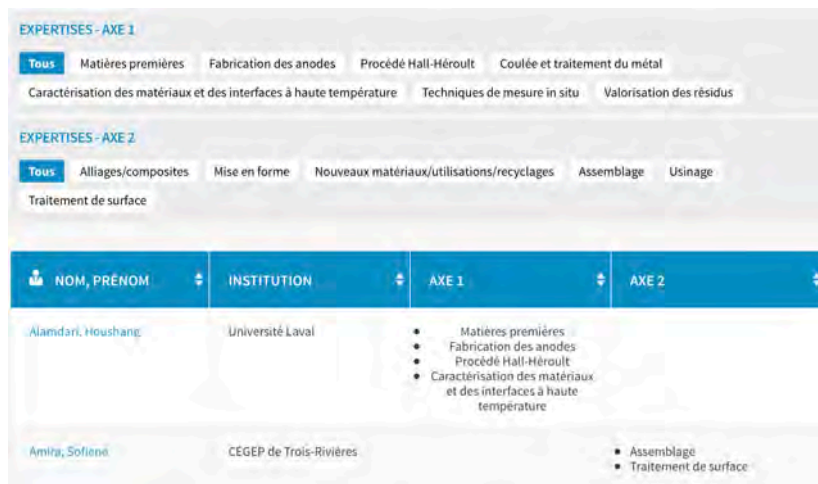 EXPERTISES - AXE 1
Tous Matières premières Fabrication des anodes Procédé Hall-Héroult Coulée et traitement du métal
Caractérisation des matériaux et des interfaces à haute température Techniques de mesure in situ Valorisation des résidus
EXPERTISES - AXE 2
Tous Alliages/composites Mise en forme Nouveaux matériaux/utilisations/recyclages Assemblage Usinage
Traitement de surface
NOM, PRÉNOM INSTITUTION AXE 1 AXE 2
Alamdari, Houshang Université Laval • Matières premières
• Fabrication des anodes
• Procédé Hall-Héroult
• Caractérisation des matériaux
et des interfaces à haute
température
Amira, Sofiene CÉGEP de Trois-Rivières • Assemblage
• Traitement de surface